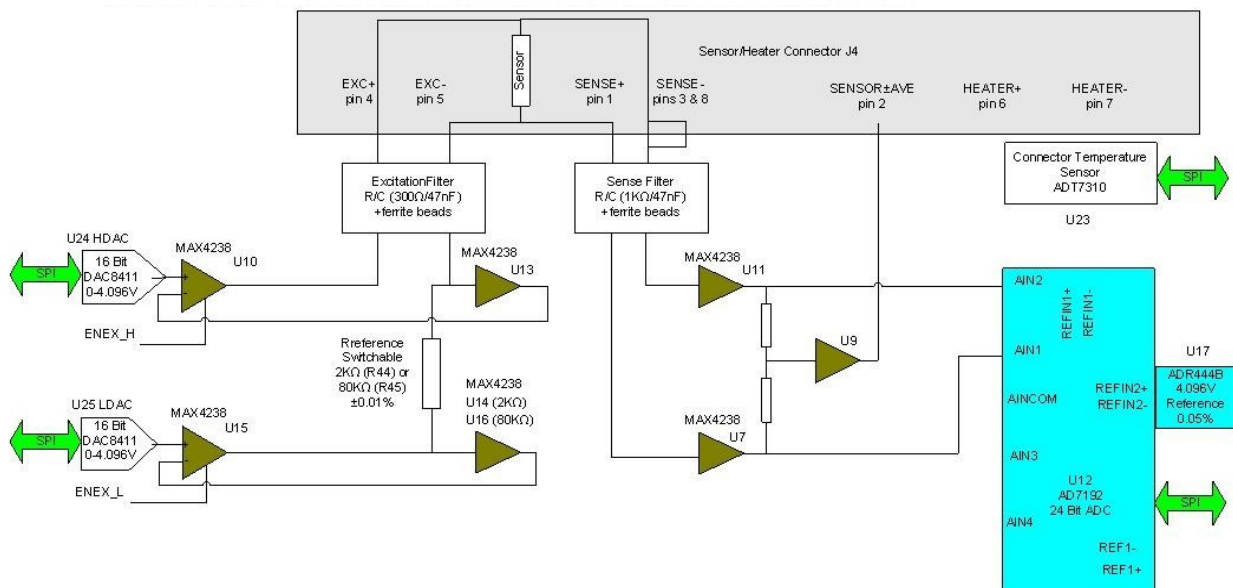 Sensor/Heater Connector J4
Sensor
EXC+
pin 4
EXC-
pin 5
SENSE+
pin 1
SENSE-
pins 3 & 8
SENSOR±AVE
pin 2
HEATER+
pin 6
HEATER-
pin 7
ExcitationFilter
R/C (300Ω/47nF)
+ferrite beads
Sense Filter
R/C (1KΩ/47nF)
+ferrite beads
Connector Temperature
Sensor
ADT7310
SPI
U23
U24 HDAC
SPI
16 Bit
DAC8411
0-4.096V
MAX4238
U10
+
-
ENEX_H
MAX4238
U13
MAX4238
U11
U9
Rreference
Switchable
2KΩ (R44) or
80KΩ (R45)
±0.01%
MAX4238
U14 (2KΩ)
U16 (80KΩ)
MAX4238
U7
U25 LDAC
SPI
16 Bit
DAC8411
0-4.096V
MAX4238
U15
+
-
ENEX_L
AIN2
REFIN1+
REFIN1-
AIN1
AINCOM
REFIN2+
REFIN2-
AIN3
U12
AD7192
24 Bit ADC
AIN4
REF1-
REF1+
U17
ADR444B
4.096V
Reference
0.05%
SPI